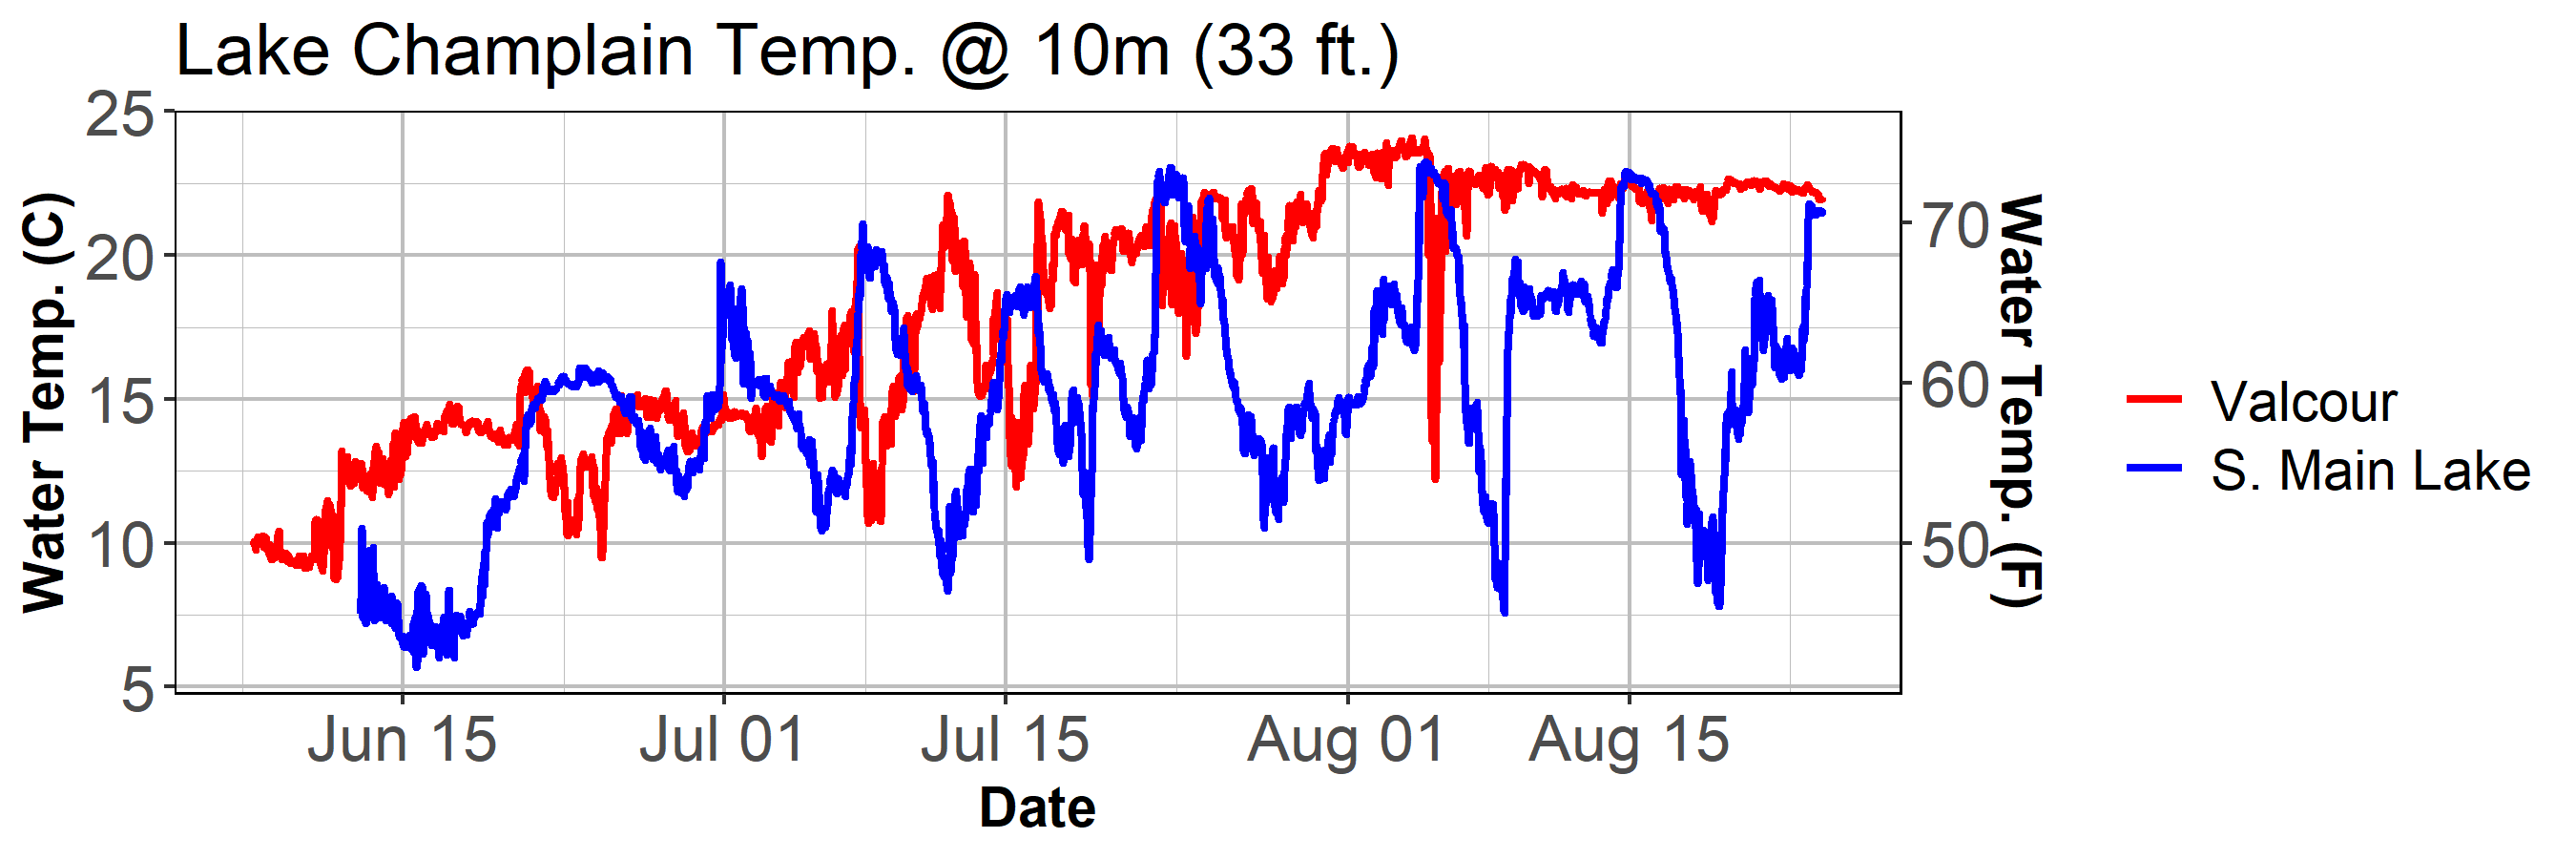 Lake Champlain Temp. @ 10m (33 ft.)
Water Temp. (C)
25
20
15
10
5
70
60
50
Water Temp. (F)
Jun 15
Jul 01
Jul 15
Aug 01
Aug 15
Date
Valcour
S. Main Lake